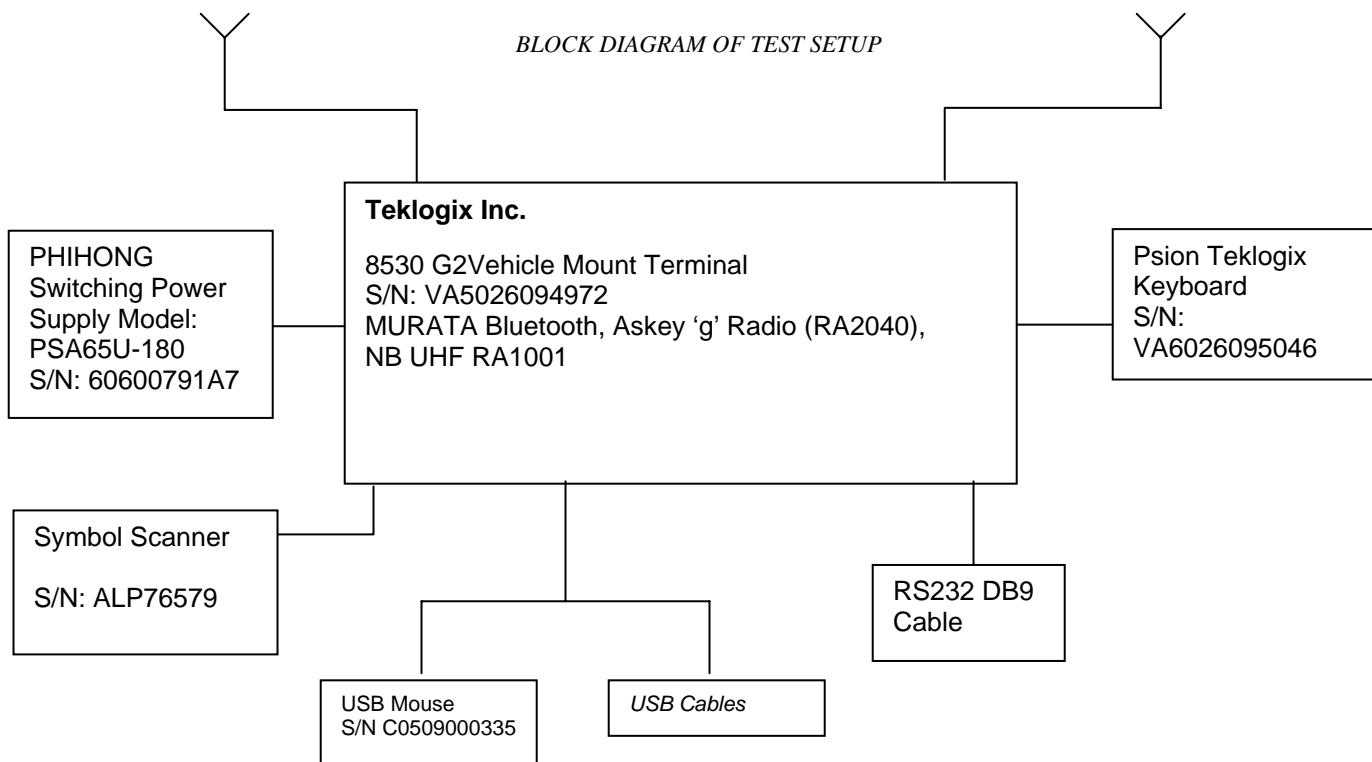 BLOCK DIAGRAM OF TEST SETUP
Teklogix Inc.
8530 G2Vehicle Mount Terminal
S/N: VA5026094972
MURATA Bluetooth, Askey ‘g’ Radio (RA2040),
NB UHF RA1001
PHIHONG
Switching Power
Supply Model:
PSA65U-180
S/N: 60600791A7
Psion Teklogix
Keyboard
S/N:
VA6026095046
Symbol Scanner
S/N: ALP76579
RS232 DB9
Cable
USB Mouse
S/N C0509000335
USB Cables